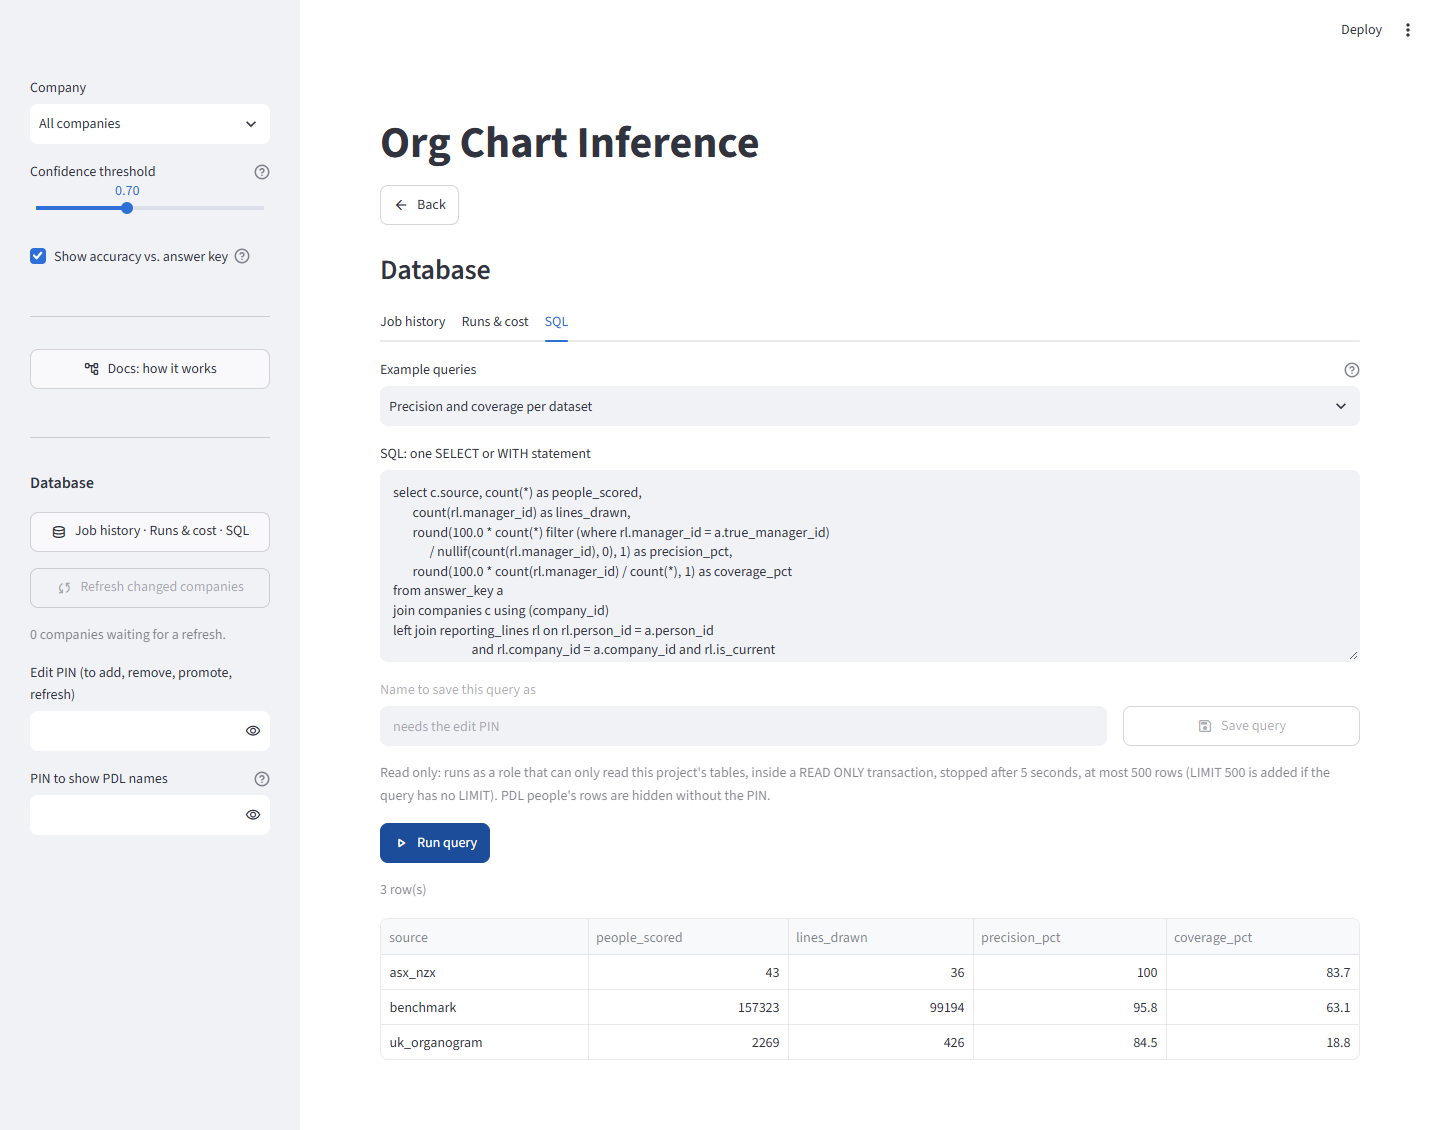 Deploy
Company
All companies
Confidence threshold
0.70
Show accuracy vs. answer key
Docs: how it works
Database
Job history · Runs & cost · SQL
Refresh changed companies
0 companies waiting for a refresh.
Edit PIN (to add, remove, promote,
refresh)
PIN to show PDL names
Org Chart Inference
Back
Database
Job history Runs & cost SQL
Example queries
Precision and coverage per dataset
SQL: one SELECT or WITH statement
select c.source, count(*) as people_scored,
count(rl.manager_id) as lines_drawn,
round(100.0 * count(*) filter (where rl.manager_id = a.true_manager_id)
/ nullif(count(rl.manager_id), 0), 1) as precision_pct,
round(100.0 * count(rl.manager_id) / count(*), 1) as coverage_pct
from answer_key a
join companies c using (company_id)
left join reporting_lines rl on rl.person_id = a.person_id
and rl.company_id = a.company_id and rl.is_current
Name to save this query as
needs the edit PIN
Save query
Read only: runs as a role that can only read this project's tables, inside a READ ONLY transaction, stopped after 5 seconds, at most 500 rows (LIMIT 500 is added if the
query has no LIMIT). PDL people's rows are hidden without the PIN.
Run query
3 row(s)
source people_scored lines_drawn precision_pct coverage_pct
asx_nzx 43 36 100 83.7
benchmark 157323 99194 95.8 63.1
uk_organogram 2269 426 84.5 18.8